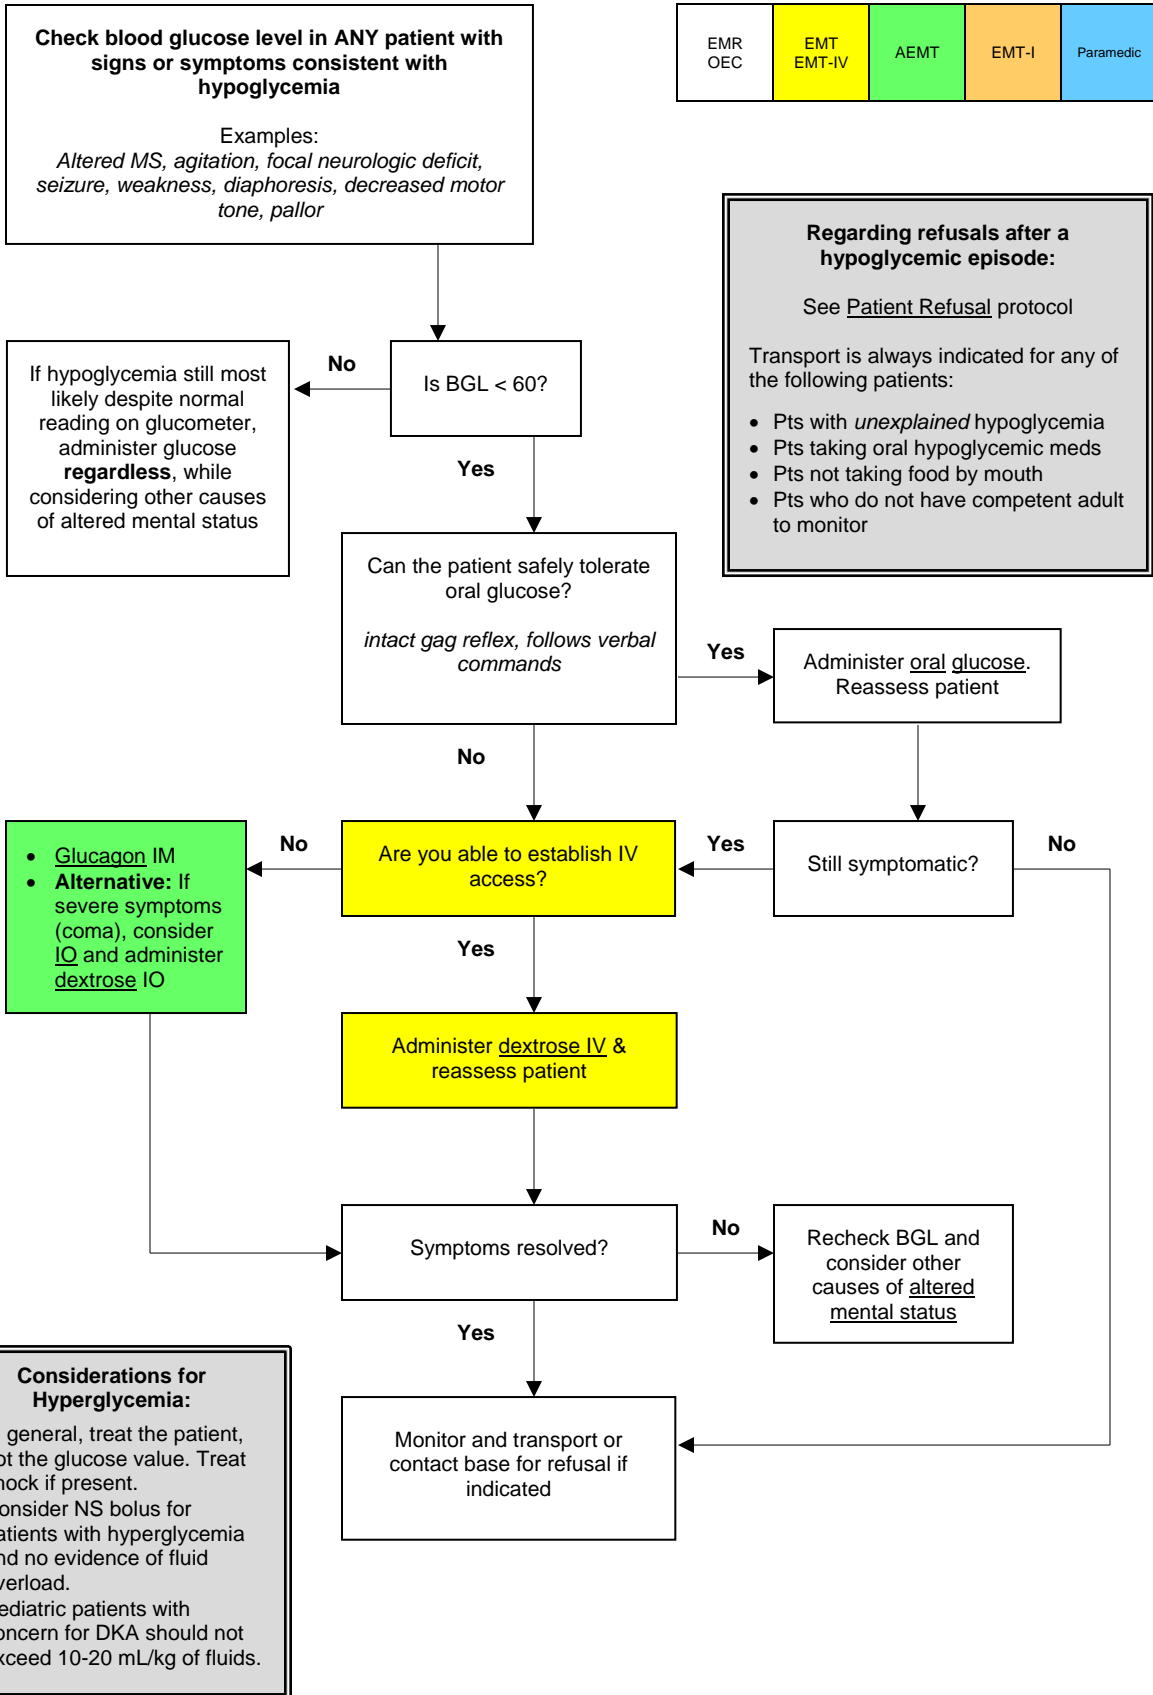 Check blood glucose level in ANY patient with
signs or symptoms consistent with
hypoglycemia
Examples:
Altered MS, agitation, focal neurologic deficit,
seizure, weakness, diaphoresis, decreased motor
tone, pallor
EMR
OEC
EMT
EMT-IV
AEMT
EMT-I
Paramedic
Regarding refusals after a
hypoglycemic episode:
See Patient Refusal protocol
Transport is always indicated for any of
the following patients:
• Pts with unexplained hypoglycemia
• Pts taking oral hypoglycemic meds
• Pts not taking food by mouth
• Pts who do not have competent adult
to monitor
If hypoglycemia still most
likely despite normal
reading on glucometer,
administer glucose
regardless, while
considering other causes
of altered mental status
No
Is BGL < 60?
Yes
Can the patient safely tolerate
oral glucose?
intact gag reflex, follows verbal
commands
Yes
Administer oral glucose.
Reassess patient
No
• Glucagon IM
• Alternative: If
severe symptoms
(coma), consider
IO and administer
dextrose IO
No
Are you able to establish IV
access?
Yes
Still symptomatic?
No
Yes
Administer dextrose IV &
reassess patient
Symptoms resolved?
No
Recheck BGL and
consider other
causes of altered
mental status
Yes
Monitor and transport or
contact base for refusal if
indicated
Considerations for
Hyperglycemia:
general, treat the patient,
ot the glucose value. Treat
hock if present.
onsider NS bolus for
atients with hyperglycemia
nd no evidence of fluid
verload.
ediatric patients with
oncern for DKA should not
xceed 10-20 mL/kg of fluids.